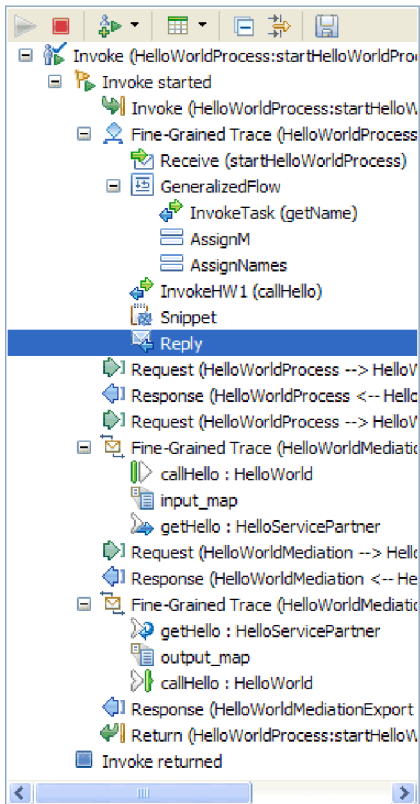 Invoke (HelloWorldProcess:startHelloWorldPro
Invoke started
Invoke (HelloWorldProcess:startHelloW
Fine-Grained Trace (HelloWorldProcess
Receive (startHelloWorldProcess)
GeneralizedFlow
InvokeTask (getName)
AssignM
AssignNames
InvokeHW1 (callHello)
Snippet
Reply
Request (HelloWorldProcess --> HelloW
Response (HelloWorldProcess <-- Hello
Request (HelloWorldProcess --> HelloW
Fine-Grained Trace (HelloWorldMediatio
callHello : HelloWorld
input_map
getHello : HelloServicePartner
Request (HelloWorldMediation --> Hello
Response (HelloWorldMediation <-- He
Fine-Grained Trace (HelloWorldMediatio
getHello : HelloServicePartner
output_map
callHello : HelloWorld
Response (HelloWorldMediationExport
Return (HelloWorldProcess:startHelloW
Invoke returned